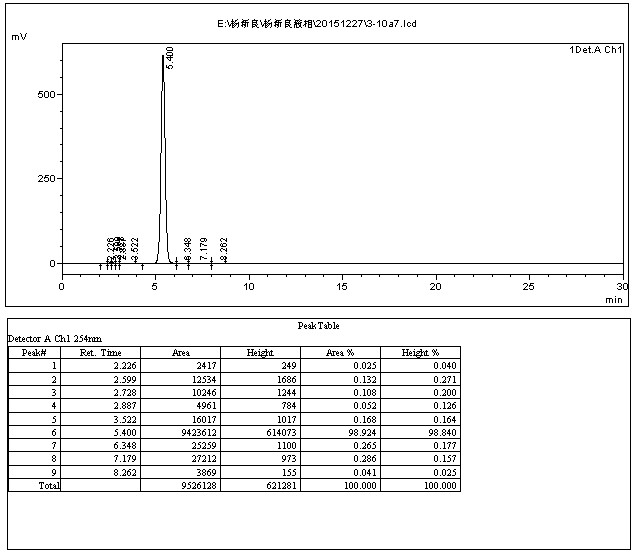 E:\杨新良\杨新良液相\20151227\3-10a7.lcd
mV
1Det.A Ch1
500
250
0
5.400
2.226
2.887
3.522
6.348
7.179
8.262
0 5 10 15 20 25 30
min
PeakTable
Detector A Ch1 254nm
Peak# Ret. Time Area Height Area % Height %
1 2.226 2417 249 0.025 0.040
2 2.599 12534 1686 0.132 0.271
3 2.728 10246 1244 0.108 0.200
4 2.887 4961 784 0.052 0.126
5 3.522 16017 1017 0.168 0.164
6 5.400 9423612 614073 98.924 98.840
7 6.348 25259 1100 0.265 0.177
8 7.179 27212 973 0.286 0.157
9 8.262 3869 155 0.041 0.025
Total 9526128 621281 100.000 100.000